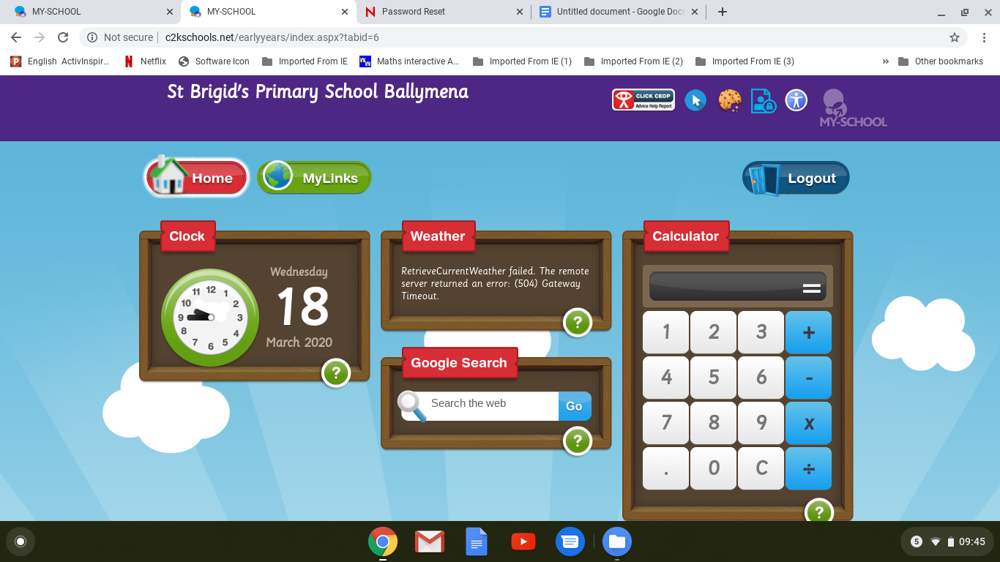 MY-SCHOOL
MY-SCHOOL
Password Reset
Untitled document - Google Docs
Not secure
c2kschools.net/earlyyears/index.aspx?tabid=6
English ActivInspir...
Netflix
Software Icon
Imported From IE
Maths interactive A...
Imported From IE (1)
Imported From IE (2)
Imported From IE (3)
»
Other bookmarks
St Brigid's Primary School Ballymena
CLICK CEOP
Advice Help Report
MY-SCHOOL
Home
MyLinks
Logout
Clock
Wednesday
18
March 2020
12
1
2
3
4
5
6
7
8
9
10
11
?
Weather
RetrieveCurrentWeather failed. The remote
server returned an error: (504) Gateway
Timeout.
?
Google Search
Search the web
Go
?
Calculator
=
1 2 3 +
4 5 6 -
7 8 9 x
. 0 C ÷
?
5
09:45